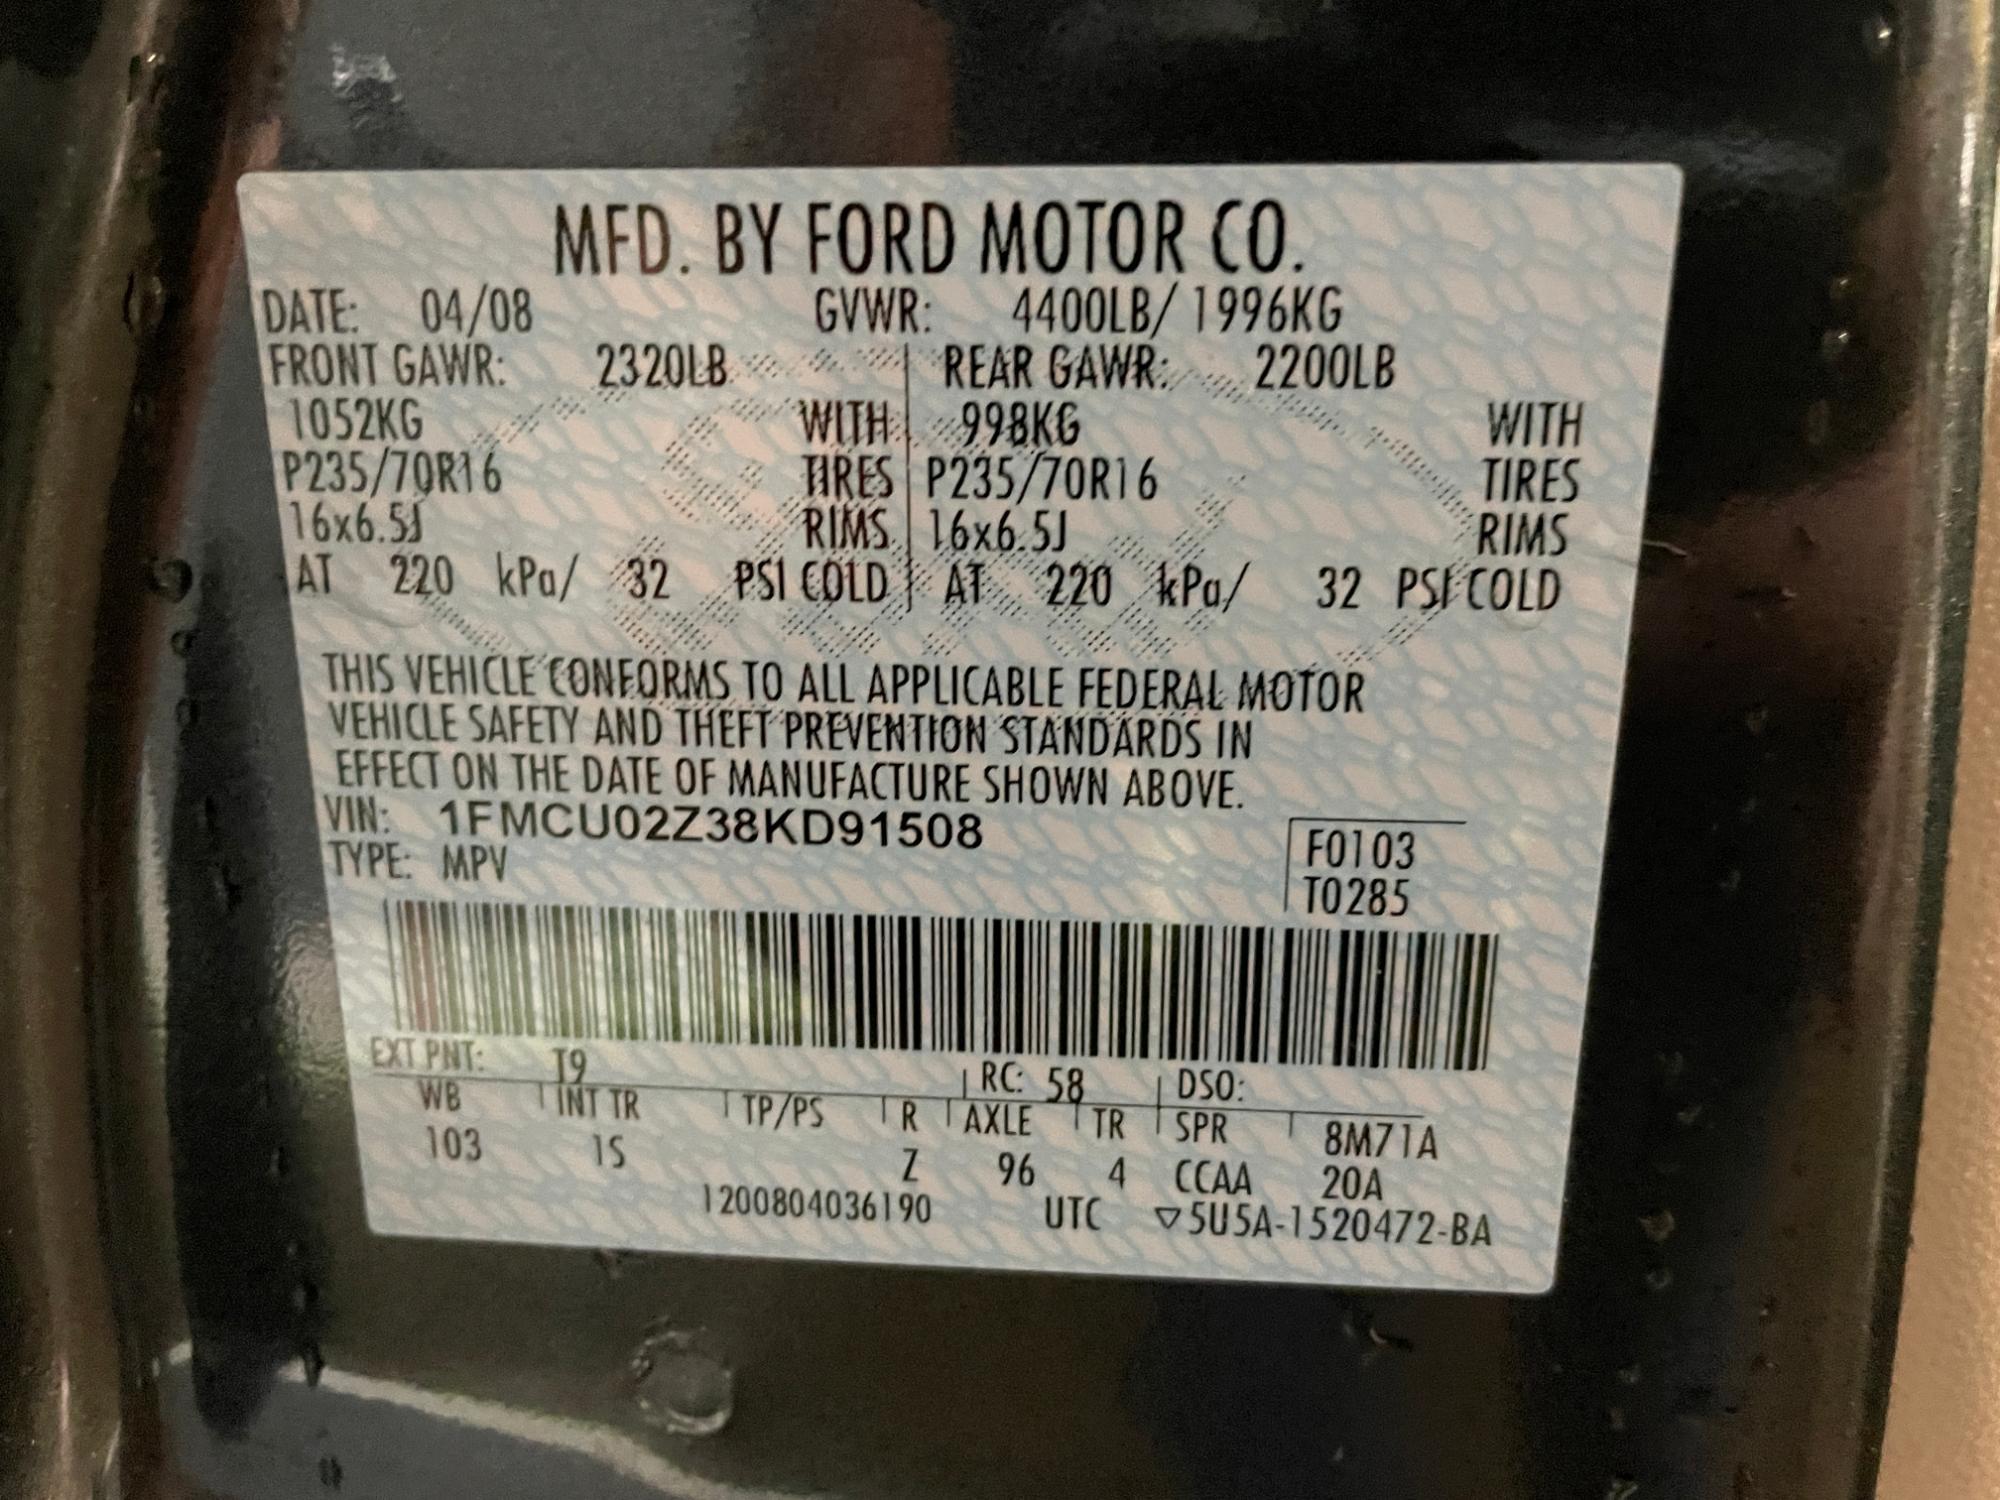 MFD. BY FORD MOTOR CO.
DATE: 04/08 GVWR: 4400LB/ 1996KG
FRONT GAWR: 2320LB REAR GAWR: 2200LB
1052KG WITH 998KG WITH
P235/70R16 TIRES P235/70R16 TIRES
16x6.5J RIMS 16x6.5J RIMS
AT 220 kPa/ 32 PSI COLD AT 220 kPa/ 32 PSI COLD
THIS VEHICLE CONFORMS TO ALL APPLICABLE FEDERAL MOTOR
VEHICLE SAFETY AND THEFT PREVENTION STANDARDS IN
EFFECT ON THE DATE OF MANUFACTURE SHOWN ABOVE.
VIN: 1FMCU02Z38KD91508
TYPE: MPV
F0103
T0285
EXT PNT: T9 RC: 58 DSO:
WB INT TR TP/PS R AXLE TR SPR 8M71A
103 1S Z 96 4 CCAA 20A
1200804036190 UTC ▽5U5A-1520472-BA